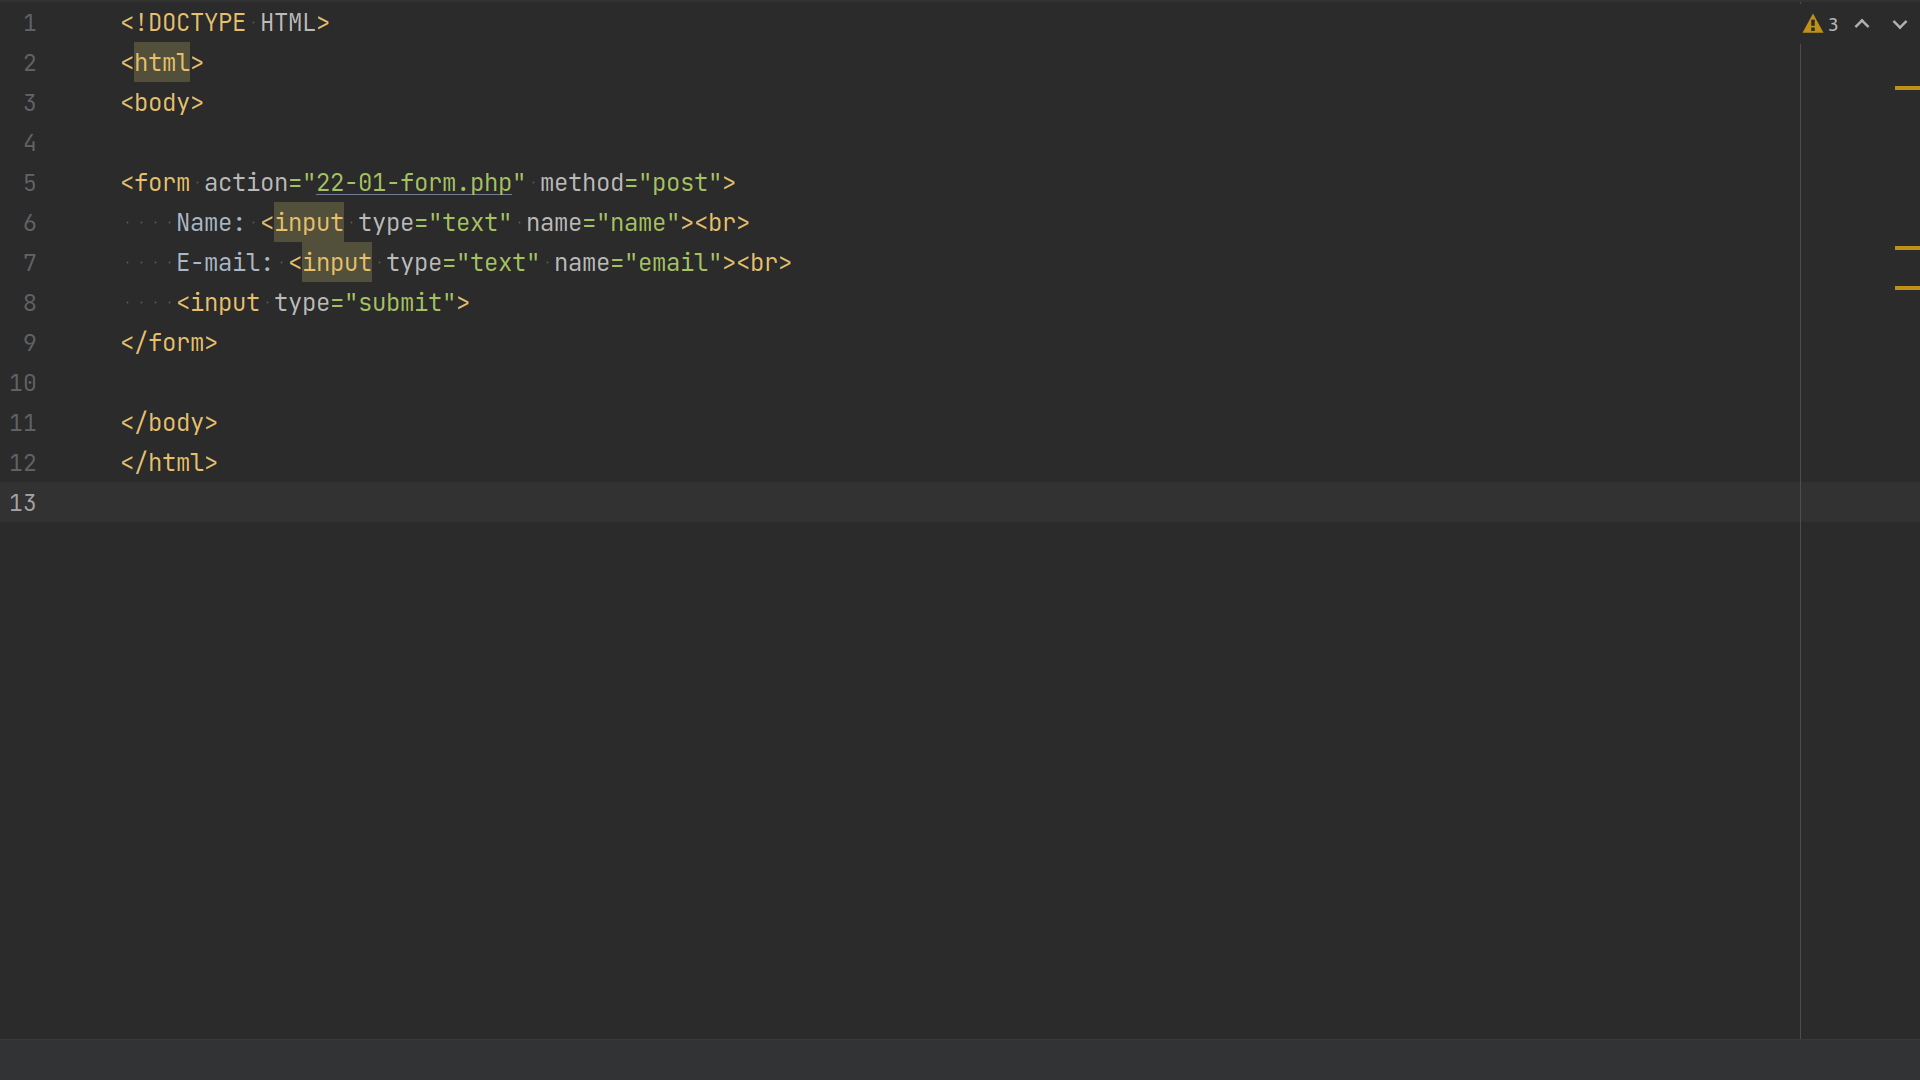 1 <!DOCTYPE HTML>
2 <html>
3 <body>
4
5 <form action="22-01-form.php" method="post">
6     Name: <input type="text" name="name"><br>
7     E-mail: <input type="text" name="email"><br>
8     <input type="submit">
9 </form>
10
11 </body>
12 </html>
13
3